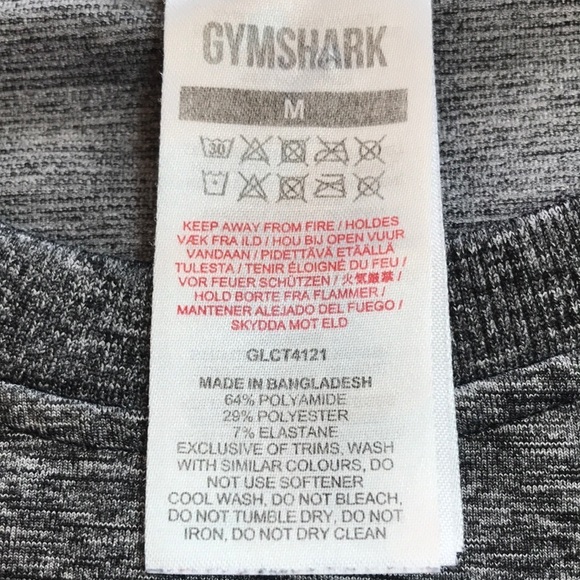 GYMSHARK
M
30
KEEP AWAY FROM FIRE / HOLDES
VÆK FRA ILD / HOU BIJ OPEN VUUR
VANDAAN / PIDETTÄVÄ ETÄÄLLÄ
TULESTA / TENIR ÉLOIGNÉ DU FEU /
VOR FEUER SCHÜTZEN / 火気厳禁 /
HOLD BORTE FRA FLAMMER /
MANTENER ALEJADO DEL FUEGO /
SKYDDA MOT ELD
GLCT4121
MADE IN BANGLADESH
64% POLYAMIDE
29% POLYESTER
7% ELASTANE
EXCLUSIVE OF TRIMS, WASH
WITH SIMILAR COLOURS, DO
NOT USE SOFTENER
COOL WASH, DO NOT BLEACH,
DO NOT TUMBLE DRY, DO NOT
IRON, DO NOT DRY CLEAN